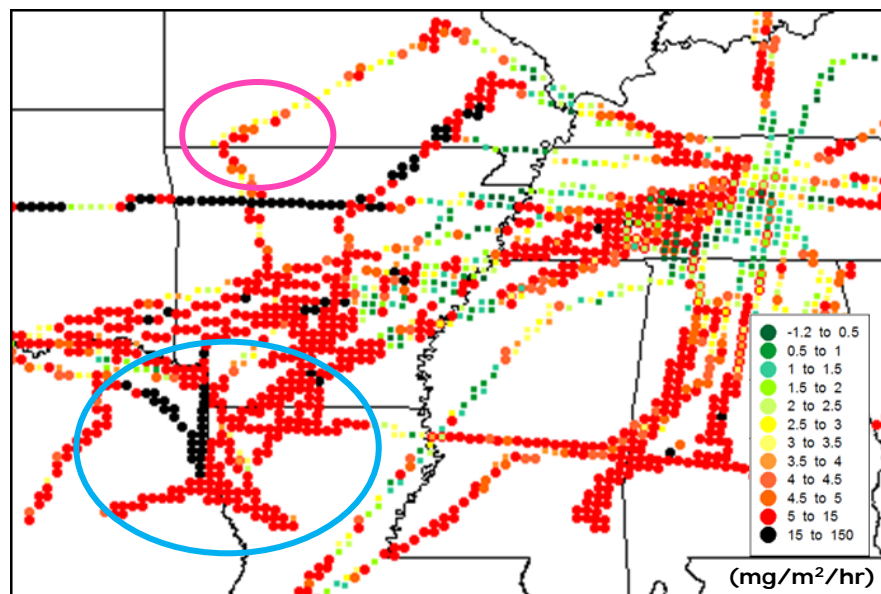 -1.2 to 0.5
0.5 to 1
1 to 1.5
1.5 to 2
2 to 2.5
2.5 to 3
3 to 3.5
3.5 to 4
4 to 4.5
4.5 to 5
5 to 15
15 to 150
(mg/m²/hr)